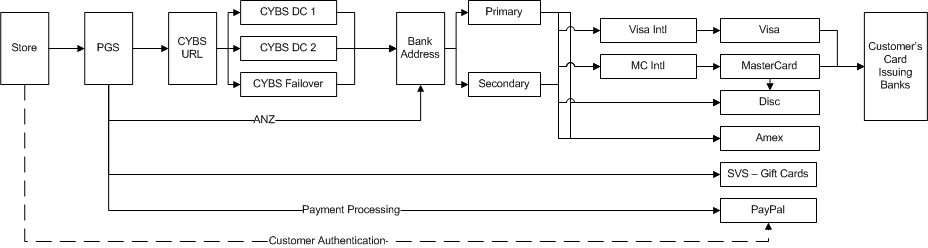 Store
PGS
CYBS
URL
CYBS DC 1
CYBS DC 2
CYBS Failover
Bank
Address
Primary
Secondary
Visa Intl
MC Intl
Visa
MasterCard
Disc
Amex
SVS – Gift Cards
PayPal
Customer's
Card
Issuing
Banks
ANZ
Payment Processing
Customer Authentication